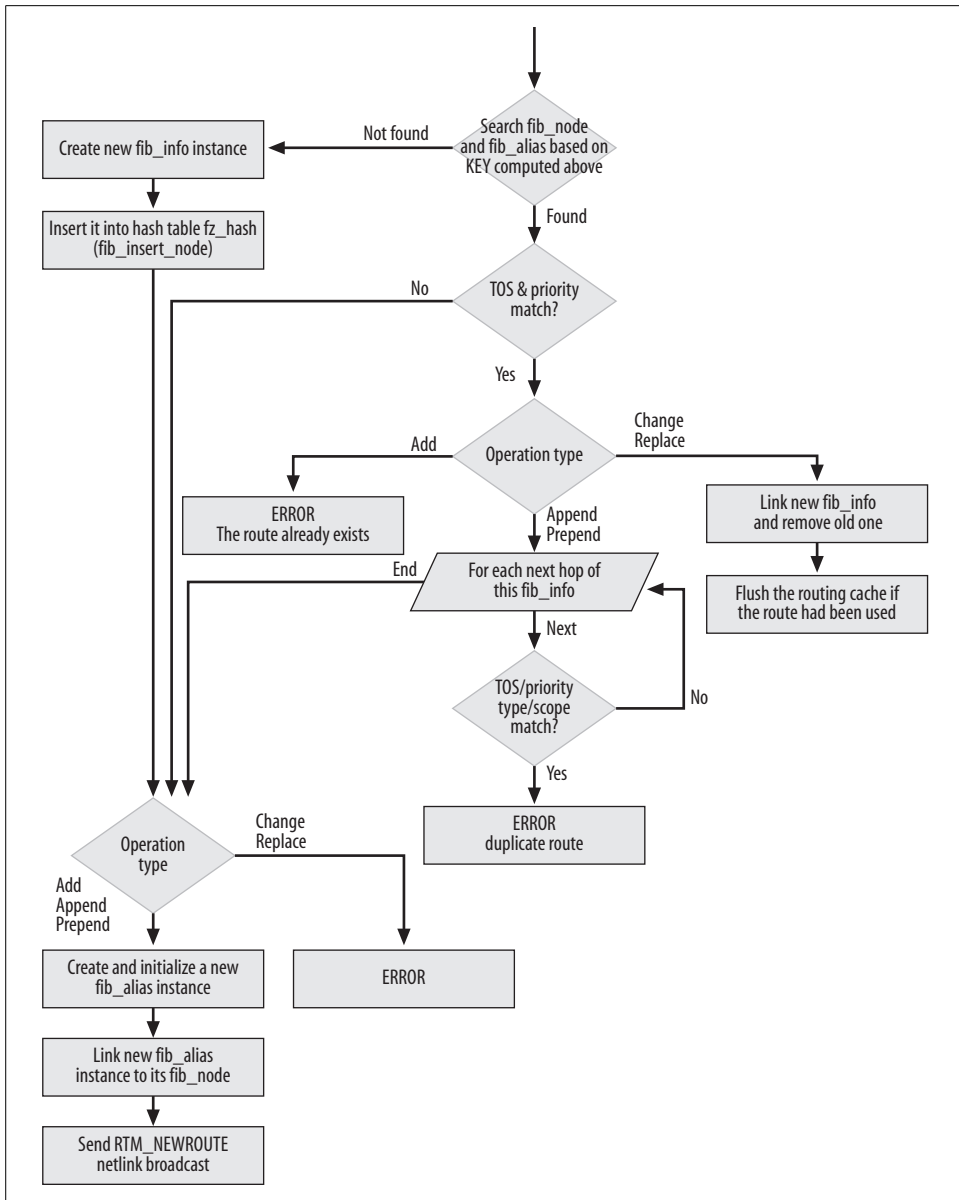 Search fib_node
and fib_alias based on
KEY computed above
Not found
Create new fib_info instance
Insert it into hash table fz_hash
(fib_insert_node)
Found
TOS & priority
match?
No
Yes
Operation type
Add
Change
Replace
ERROR
The route already exists
Link new fib_info
and remove old one
Flush the routing cache if
the route had been used
Append
Prepend
For each next hop of
this fib_info
End
Next
TOS/priority
type/scope
match?
No
Yes
ERROR
duplicate route
Operation
type
Change
Replace
Add
Append
Prepend
Create and initialize a new
fib_alias instance
ERROR
Link new fib_alias
instance to its fib_node
Send RTM_NEWROUTE
netlink broadcast